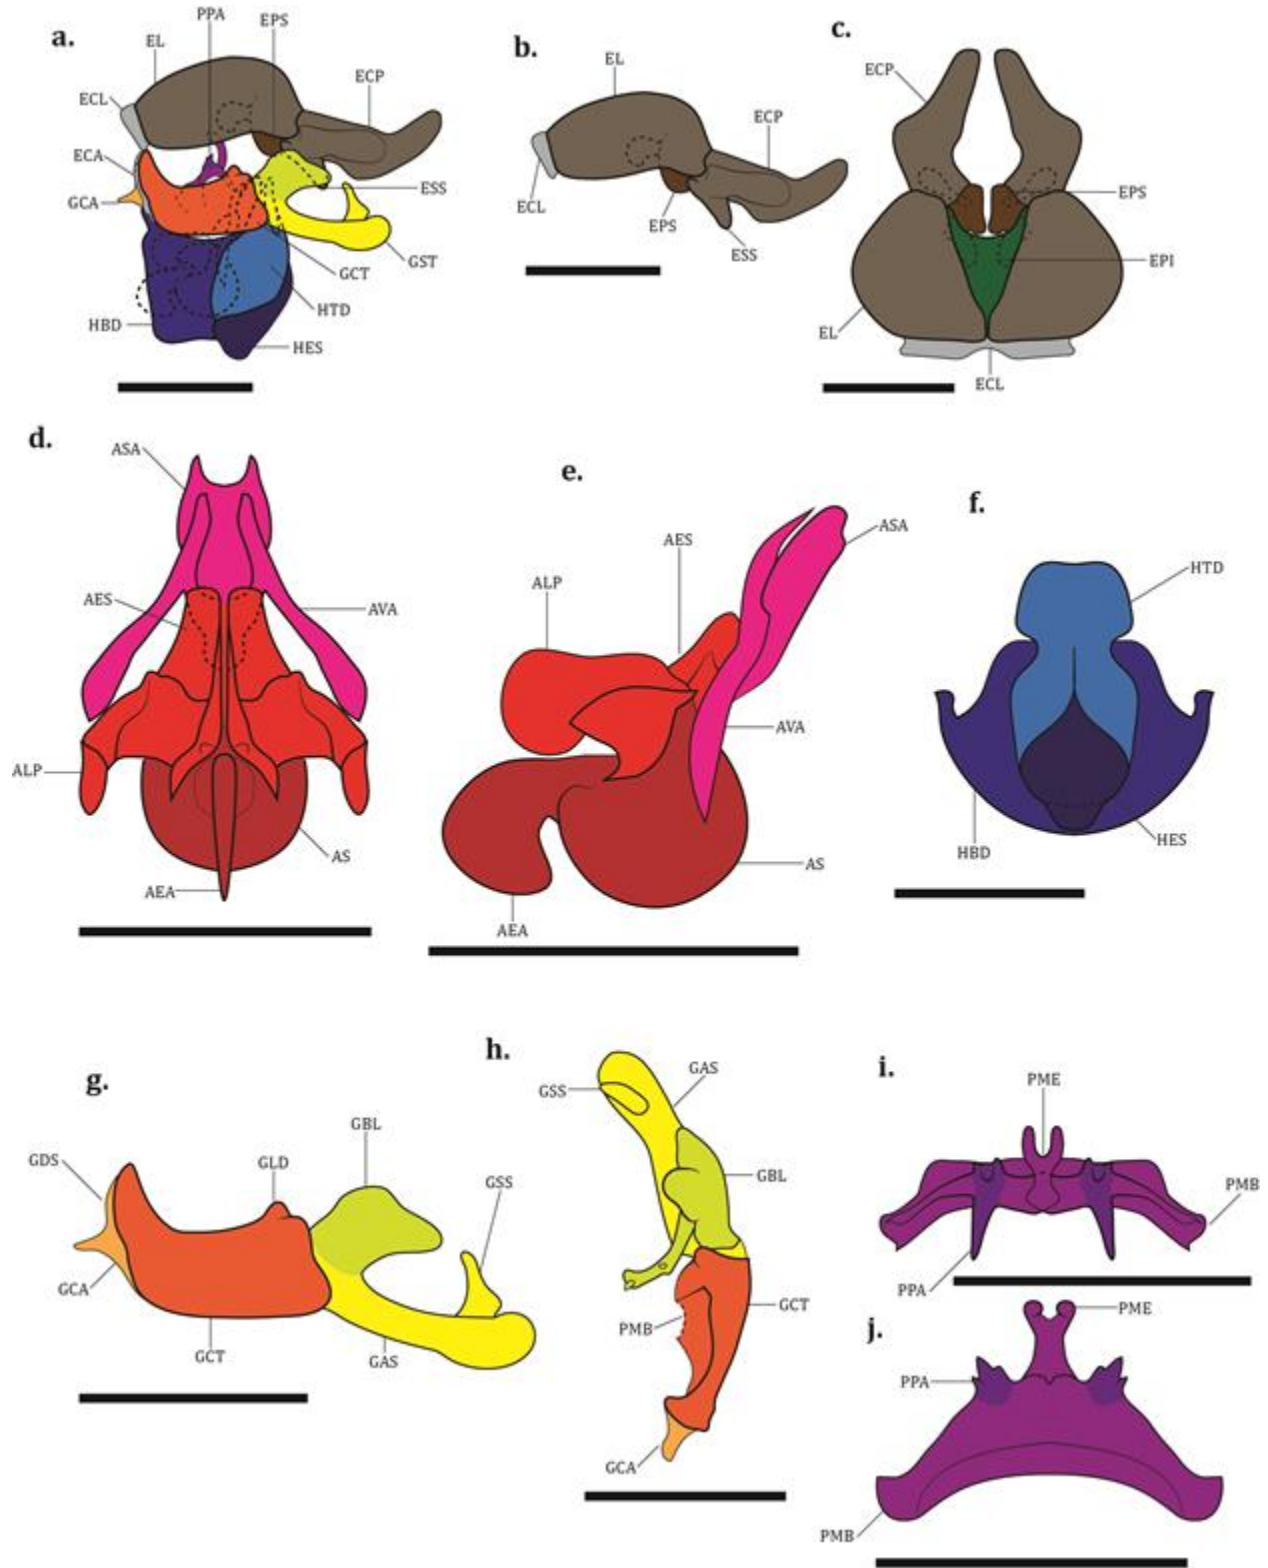 a.
PPA
EPS
EL
ECP
ECL
ECA
GCA
ESS
GST
GCT
HTD
HBD
HES
b.
EL
ECP
ECL
EPS
ESS
c.
ECP
EPS
EPI
EL
ECL
d.
ASA
AES
AVA
ALP
AS
AEA
e.
ASA
AES
ALP
AVA
AS
AEA
f.
HTD
HBD
HES
g.
GBL
GDS
GLD
GSS
GCA
GCT
GAS
h.
GAS
GSS
GBL
GCT
PMB
GCA
i.
PME
PMB
PPA
j.
PME
PPA
PMB